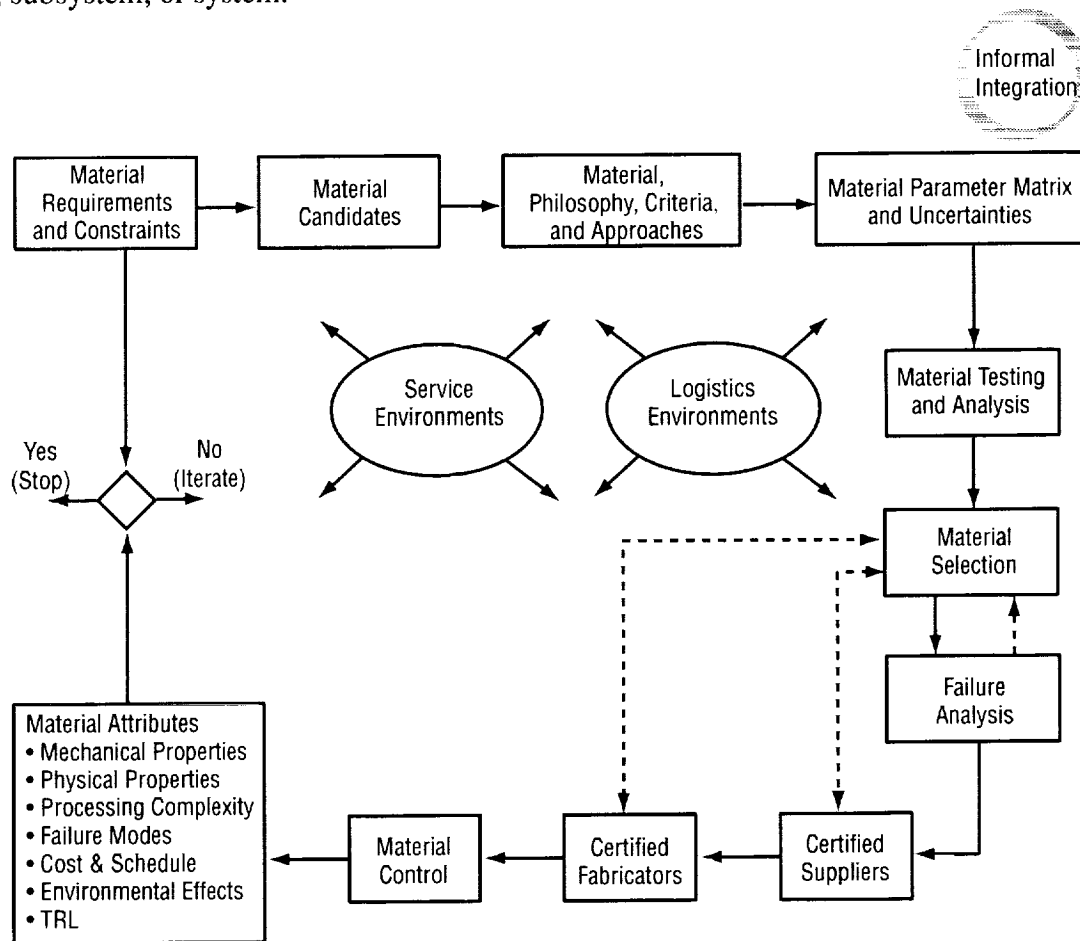 subsystem, or system.
Informal
Integration
Material
Requirements
and Constraints
Material
Candidates
Material,
Philosophy, Criteria,
and Approaches
Material Parameter Matrix
and Uncertainties
Service
Environments
Logistics
Environments
Material Testing
and Analysis
Yes
(Stop)
No
(Iterate)
Material
Selection
Failure
Analysis
Material Attributes
• Mechanical Properties
• Physical Properties
• Processing Complexity
• Failure Modes
• Cost & Schedule
• Environmental Effects
• TRL
Material
Control
Certified
Fabricators
Certified
Suppliers